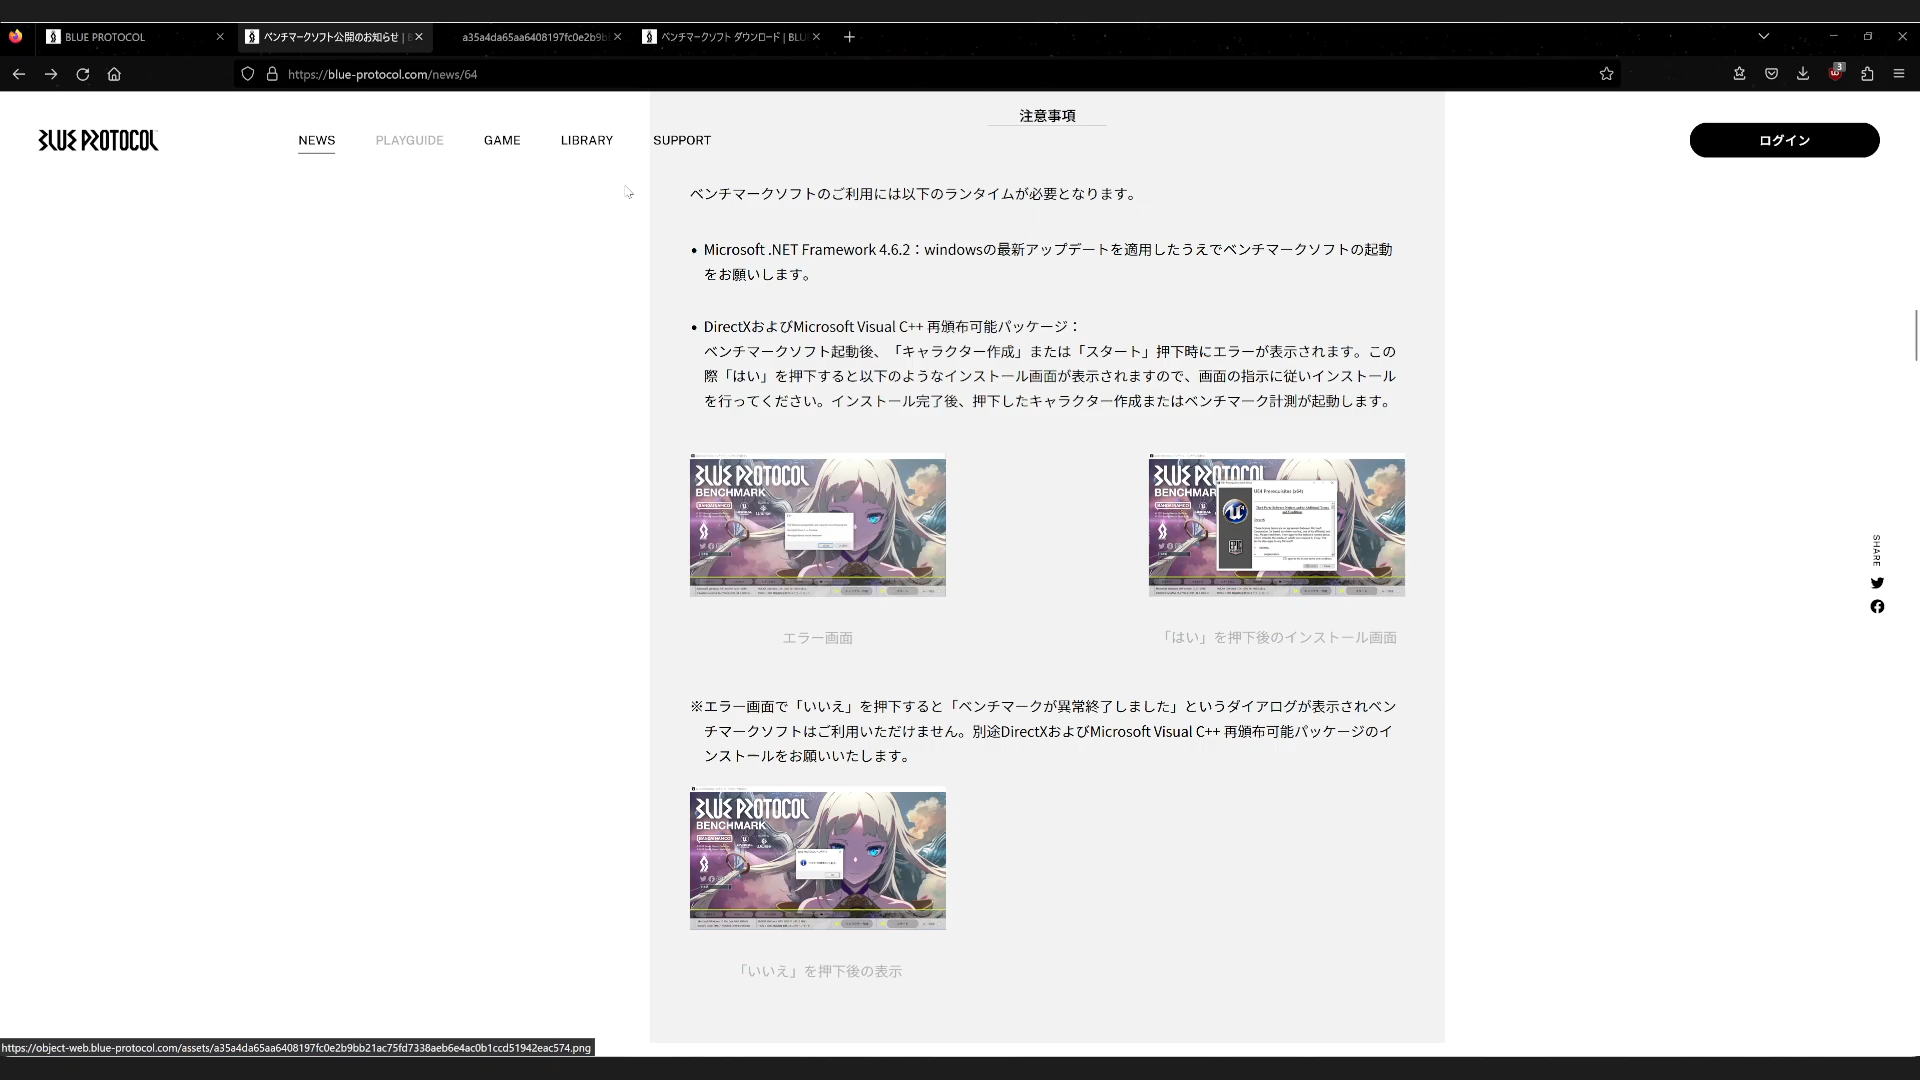 BLUE PROTOCOL
ベンチマークソフト公開のお知らせ | B
a35a4da65aa6408197fc0e2b9b
ベンチマークソフト ダウンロード | BLU
https://blue-protocol.com/news/64
3
BLUE PROTOCOL
NEWS
PLAYGUIDE
GAME
LIBRARY
SUPPORT
ログイン
注意事項
ベンチマークソフトのご利用には以下のランタイムが必要となります。
• Microsoft .NET Framework 4.6.2：windowsの最新アップデートを適用したうえでベンチマークソフトの起動
をお願いします。
• DirectXおよびMicrosoft Visual C++ 再頒布可能パッケージ：
ベンチマークソフト起動後、「キャラクター作成」または「スタート」押下時にエラーが表示されます。この
際「はい」を押下すると以下のようなインストール画面が表示されますので、画面の指示に従いインストール
を行ってください。インストール完了後、押下したキャラクター作成またはベンチマーク計測が起動します。
BLUE PROTOCOL
BENCHMARK
BLUE PROTOCOL
BENCHMARK
UE4 Prerequisites (x64)
エラー画面
「はい」を押下後のインストール画面
SHARE
※エラー画面で「いいえ」を押下すると「ベンチマークが異常終了しました」というダイアログが表示されベン
チマークソフトはご利用いただけません。別途DirectXおよびMicrosoft Visual C++ 再頒布可能パッケージのイ
ンストールをお願いいたします。
BLUE PROTOCOL
BENCHMARK
「いいえ」を押下後の表示
https://object-web.blue-protocol.com/assets/a35a4da65aa6408197fc0e2b9bb21ac75fd7338aeb6e4ac0b1ccd51942eac574.png